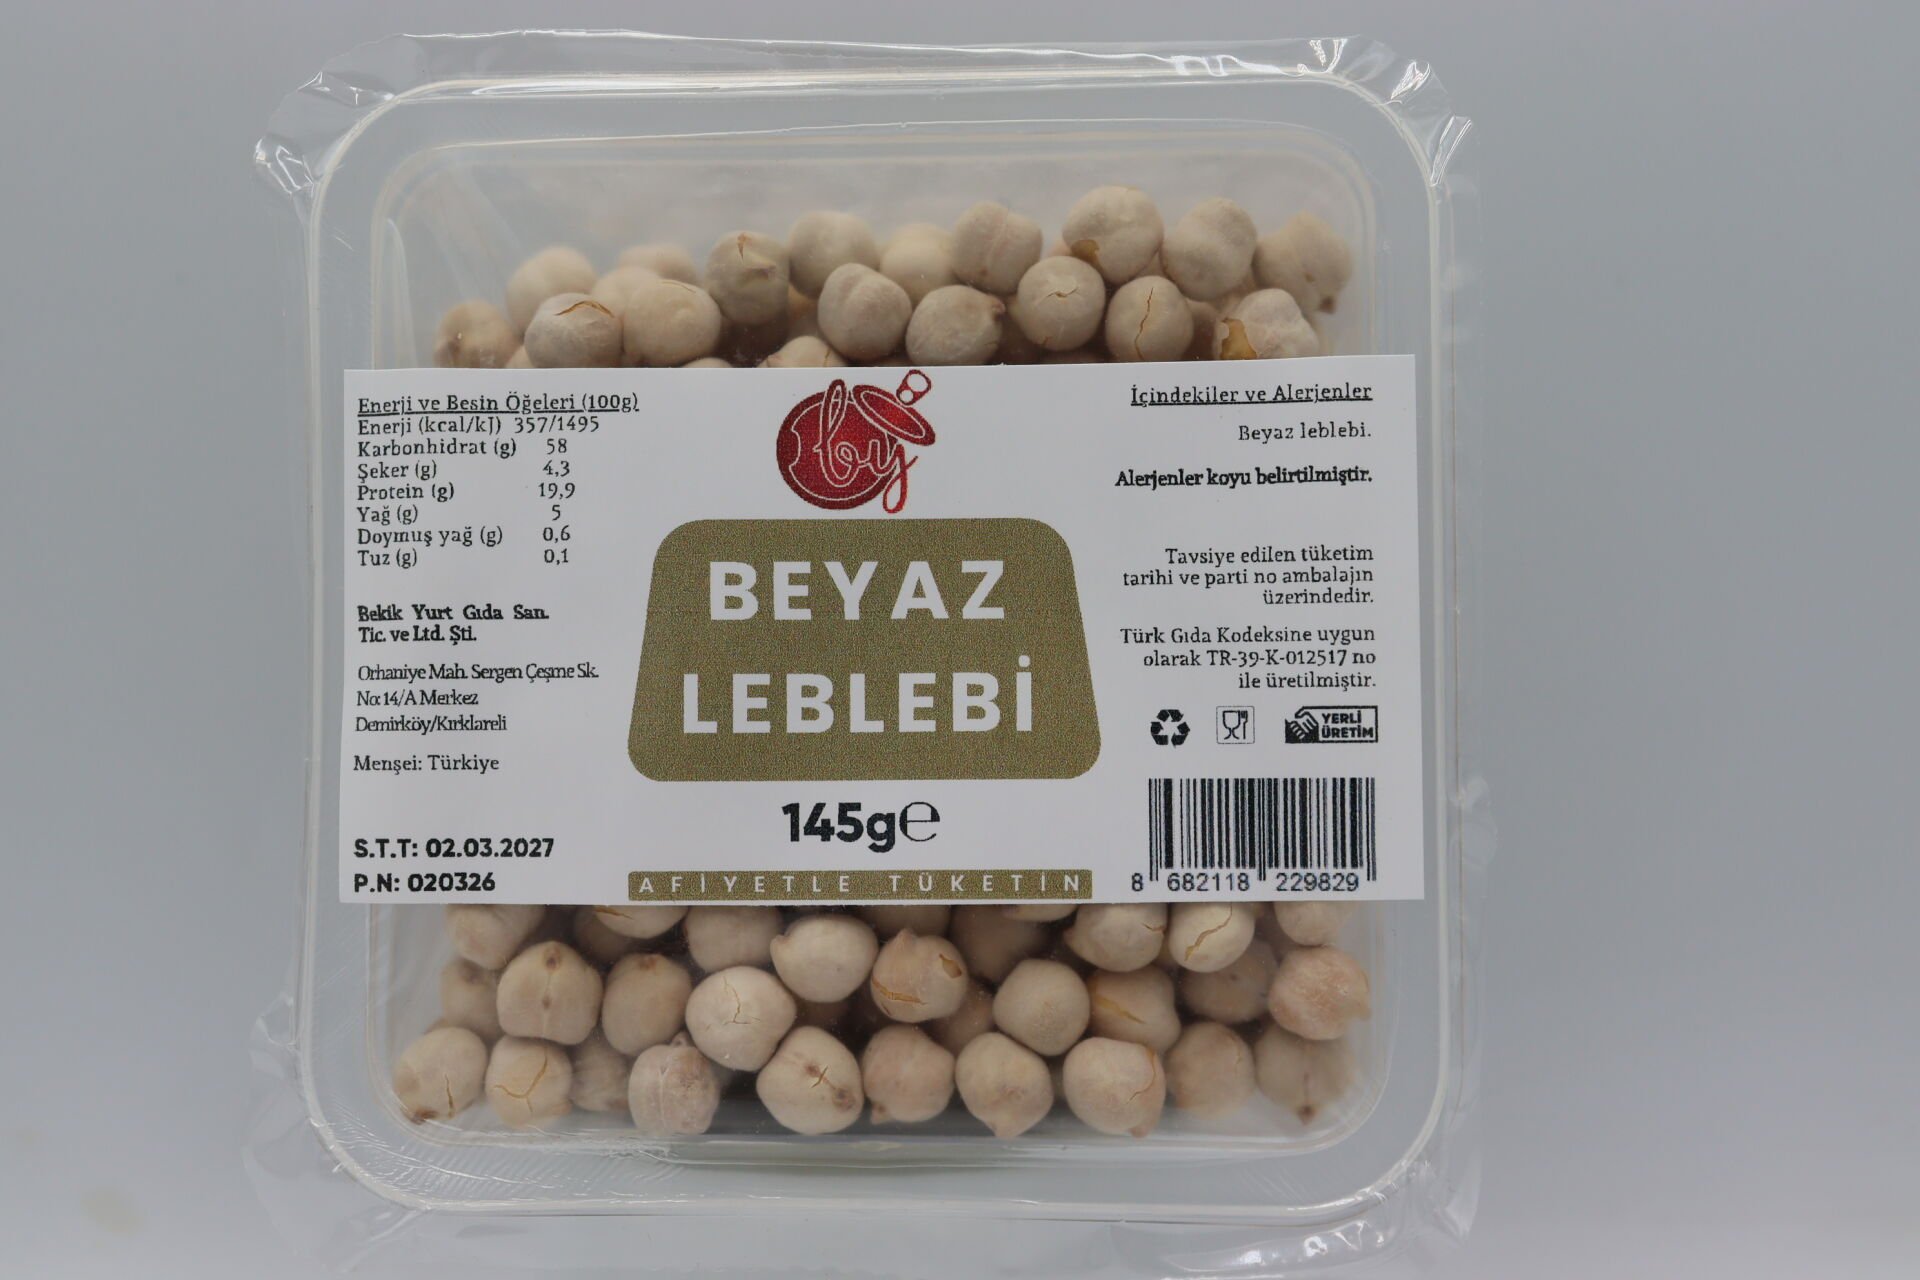 Enerji ve Besin Öğeleri (100g)
Enerji (kcal/kJ) 357/1495
Karbonhidrat (g) 58
Şeker (g) 4,3
Protein (g) 19,9
Yağ (g) 5
Doymuş yağ (g) 0,6
Tuz (g) 0,1
Bekik Yurt Gıda San.
Tic. ve Ltd. Şti.
Orhaniye Mah. Sergen Çeşme Sk.
No: 14/A Merkez
Demirköy/Kırklareli
Menşei: Türkiye
S.T.T: 02.03.2027
P.N: 020326
by
BEYAZ
LEBLEBİ
145g℮
AFİYETLE TÜKETİN
İçindekiler ve Alerjenler
Beyaz leblebi.
Alerjenler koyu belirtilmiştir.
Tavsiye edilen tüketim
tarihi ve parti no ambalajın
üzerindedir.
Türk Gıda Kodeksine uygun
olarak TR-39-K-012517 no
ile üretilmiştir.
YERLİ
ÜRETİM
8 682118 229829